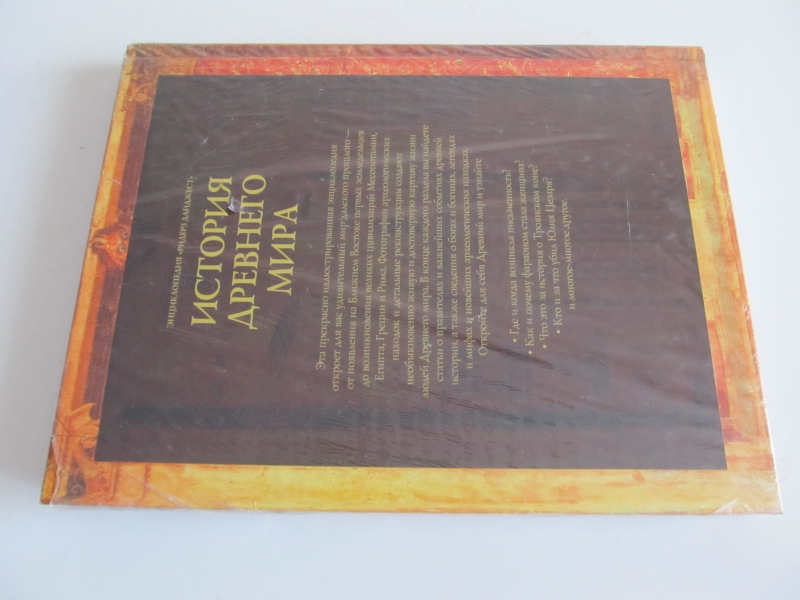 ЭНЦИКЛОПЕДИЯ «РИДЕРЗ ДАЙДЖЕСТ»
ИСТОРИЯ
ДРЕВНЕГО
МИРА
Эта прекрасно иллюстрированная энциклопедия
откроет для вас удивительный мир далекого прошлого —
от появления на Ближнем Востоке первых земледельцев
до возникновения великих цивилизаций Месопотамии,
Египта, Греции и Рима. Фотографии археологических
находок и детальные реконструкции создают
необыкновенно живую и достоверную картину жизни
людей Древнего мира. В конце каждого раздела вы найдете
статьи о правителях и важнейших событиях древней
истории, а также сведения о богах и богинях, легендах
и мифах и новейших археологических находках.
Откройте для себя Древний мир и узнайте
• Где и когда возникла письменность?
• Как и почему фараоном стала женщина?
• Что это за история о Троянском коне?
• Кто и за что убил Юлия Цезаря?
и многое-многое другое.